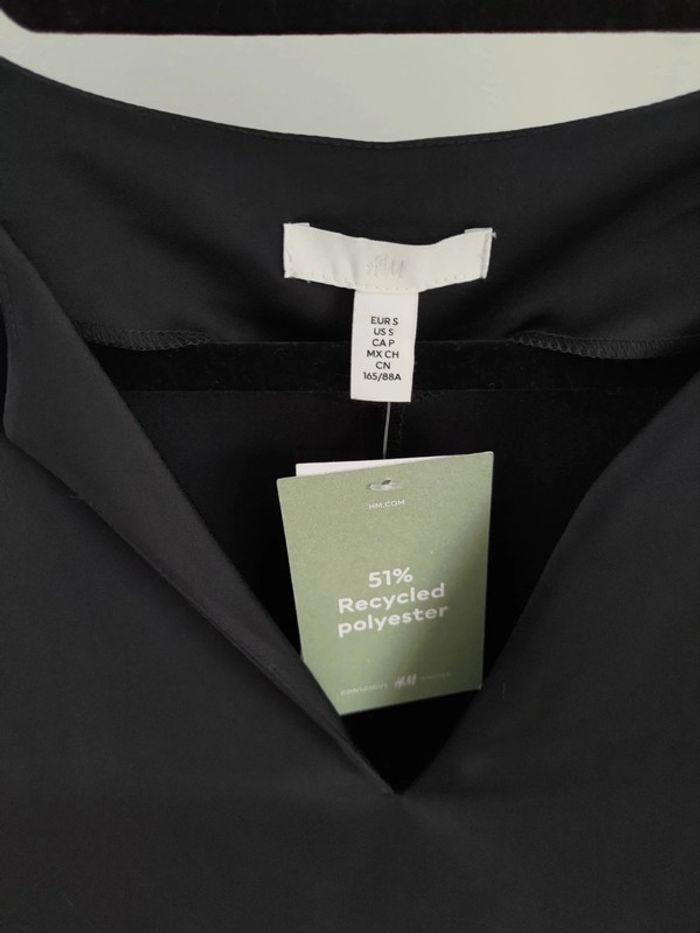 H&M
EUR S
US S
CA P
MX CH
CN
165/88A
HM.COM
51%
Recycled
polyester
CONSCIOUS H&M CHOICE